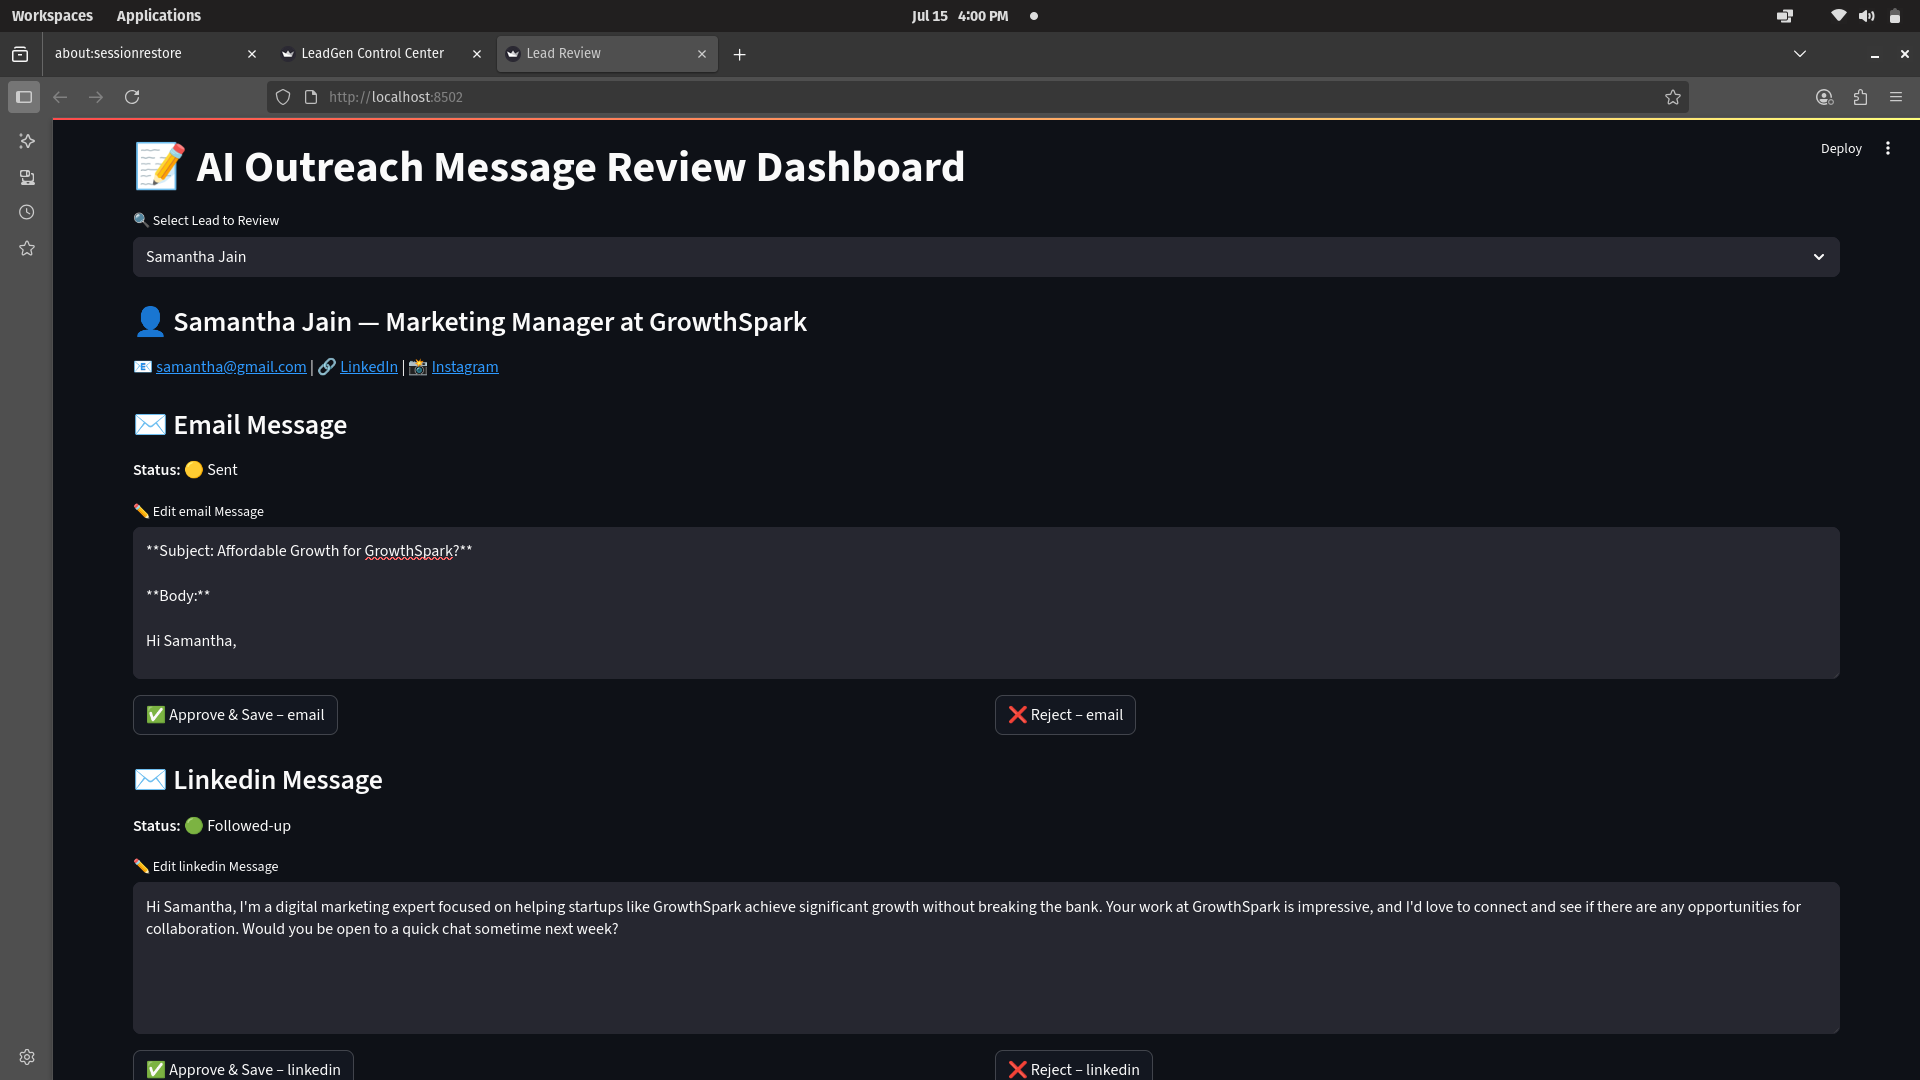 Workspaces Applications Jul 15 4:00 PM
about:sessionrestore LeadGen Control Center Lead Review
http://localhost:8502
Deploy
📝 AI Outreach Message Review Dashboard
🔍 Select Lead to Review
Samantha Jain
👤 Samantha Jain — Marketing Manager at GrowthSpark
📧 samantha@gmail.com | 🔗 LinkedIn | 📸 Instagram
✉️ Email Message
Status: 🟡 Sent
✏️ Edit email Message
**Subject: Affordable Growth for GrowthSpark?**
**Body:**
Hi Samantha,
✅ Approve & Save – email ❌ Reject – email
✉️ Linkedin Message
Status: 🟢 Followed-up
✏️ Edit linkedin Message
Hi Samantha, I'm a digital marketing expert focused on helping startups like GrowthSpark achieve significant growth without breaking the bank. Your work at GrowthSpark is impressive, and I'd love to connect and see if there are any opportunities for
collaboration. Would you be open to a quick chat sometime next week?
✅ Approve & Save – linkedin ❌ Reject – linkedin